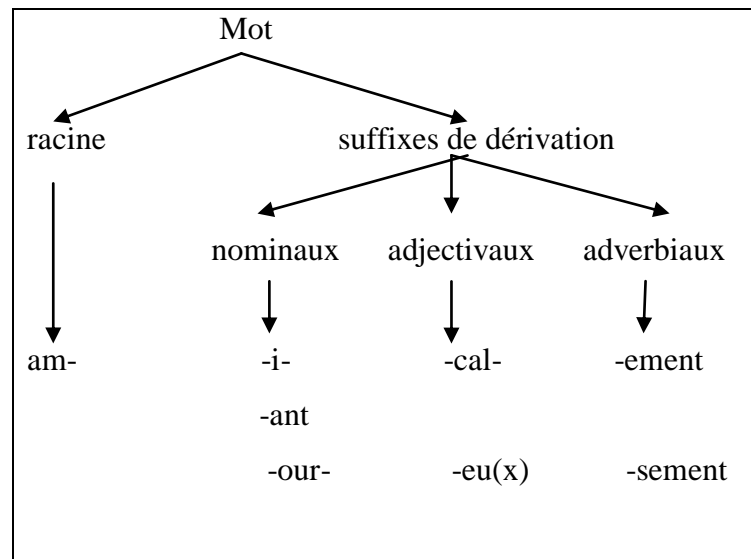 Mot
racine suffixes de dérivation
nominaux adjectivaux adverbiaux
am- -i- -cal- -ement
-ant
-our- -eu(x) -sement